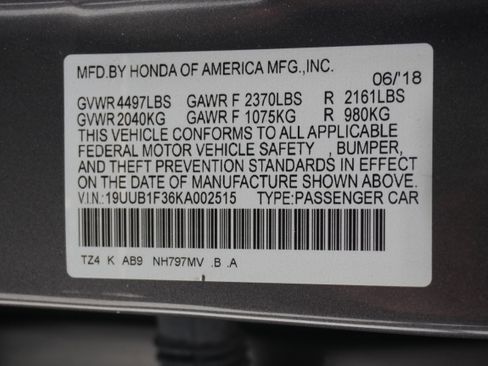 MFD.BY HONDA OF AMERICA MFG.,INC.
06/'18
GVWR 4497LBS GAWR F 2370LBS R 2161LBS
GVWR 2040KG GAWR F 1075KG R 980KG
THIS VEHICLE CONFORMS TO ALL APPLICABLE
FEDERAL MOTOR VEHICLE SAFETY , BUMPER,
AND THEFT PREVENTION STANDARDS IN EFFECT
ON THE DATE OF MANUFACTURE SHOWN ABOVE.
V.I.N.:19UUB1F36KA002515 TYPE:PASSENGER CAR
TZ4 K AB9 NH797MV .B .A